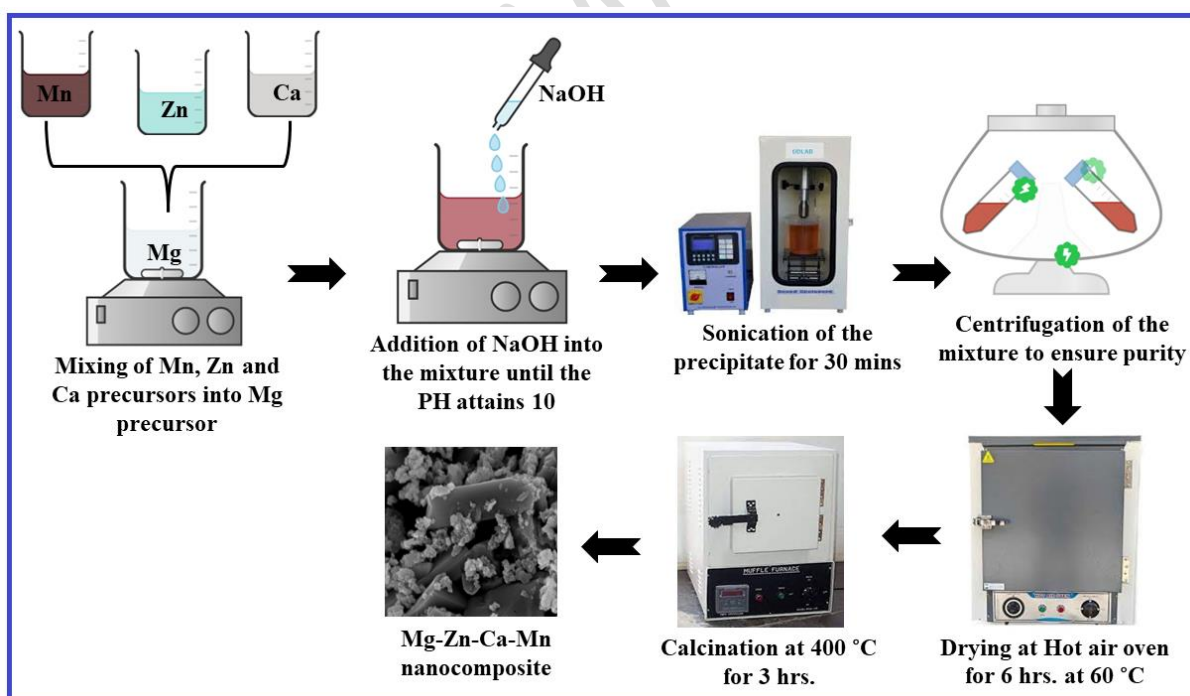 Mn
Zn
Ca
Mg
Mixing of Mn, Zn and
Ca precursors into Mg
precursor
NaOH
Addition of NaOH into
the mixture until the
PH attains 10
Sonication of the
precipitate for 30 mins
Centrifugation of the
mixture to ensure purity
Drying at Hot air oven
for 6 hrs. at 60 °C
MUFFLE FURNACE
Calcination at 400 °C
for 3 hrs.
Mg-Zn-Ca-Mn
nanocomposite